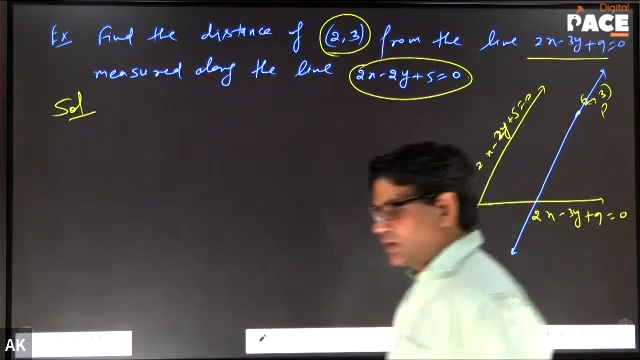 Ex Find the distance of (2,3) from the line 2x-3y+9=0
measured along the line 2x-2y+5=0
Sol
Digital
PACE
(2,3)
P
2x-2y+5=0
2x-3y+9=0
AK